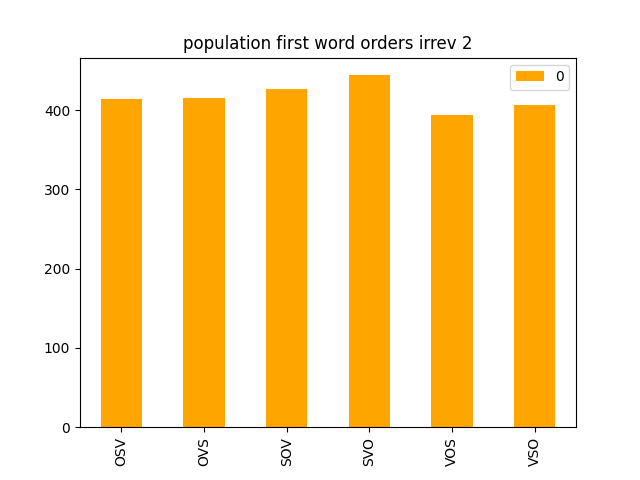 population first word orders irrev 2
0
400
300
200
100
0
OSV
OVS
SOV
SVO
VOS
VSO